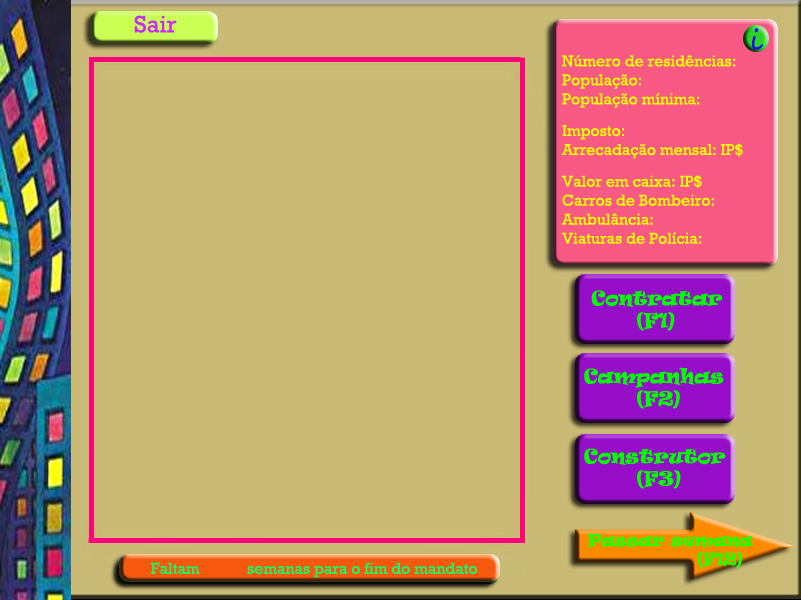 Sair
i
Número de residências:
População:
População mínima:
Imposto:
Arrecadação mensal: IP$
Valor em caixa: IP$
Carros de Bombeiro:
Ambulância:
Viaturas de Polícia:
Contratar
(F1)
Campanhas
(F2)
Construtor
(F3)
Passar semana
(F12)
Faltam semanas para o fim do mandato